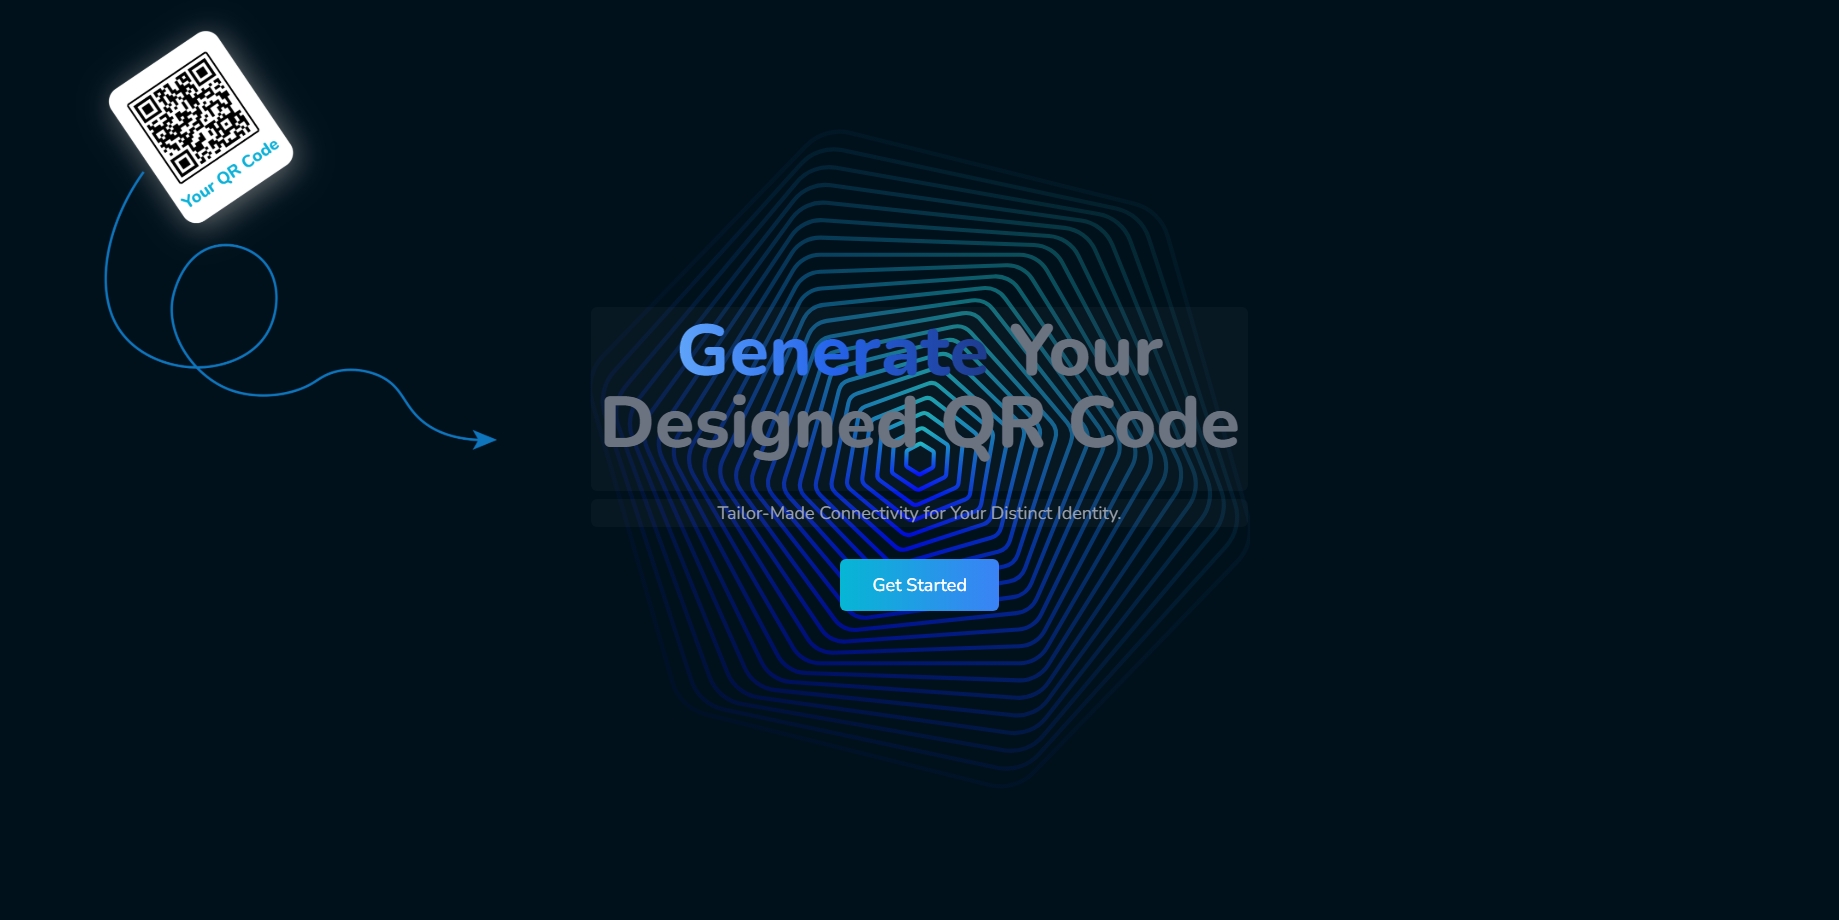 Your QR Code
Generate Your
Designed QR Code
Tailor-Made Connectivity for Your Distinct Identity.
Get Started